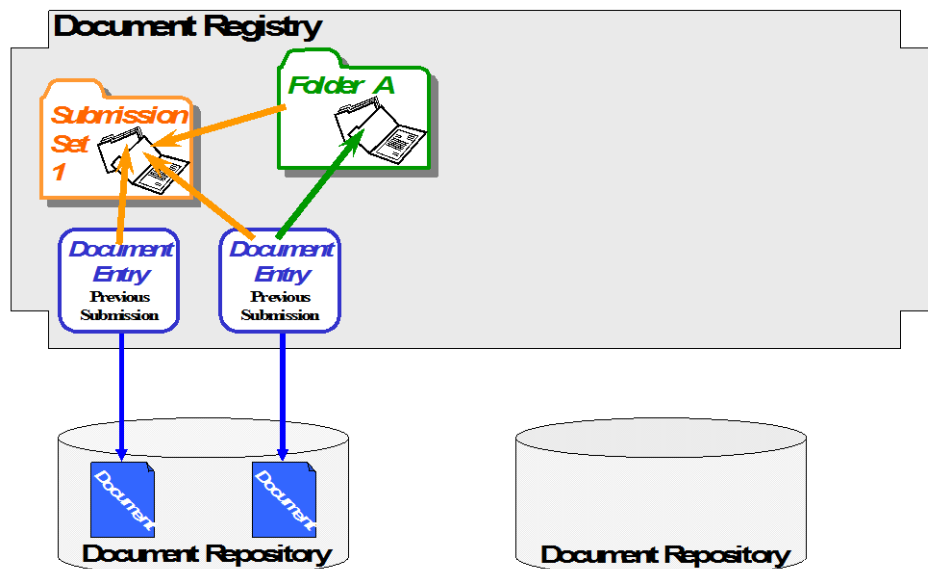 Document Registry
Folder A
Submission
Set
1
Document
Entry
Previous
Submission
Document
Entry
Previous
Submission
Document
Document
Document Repository
Document Repository